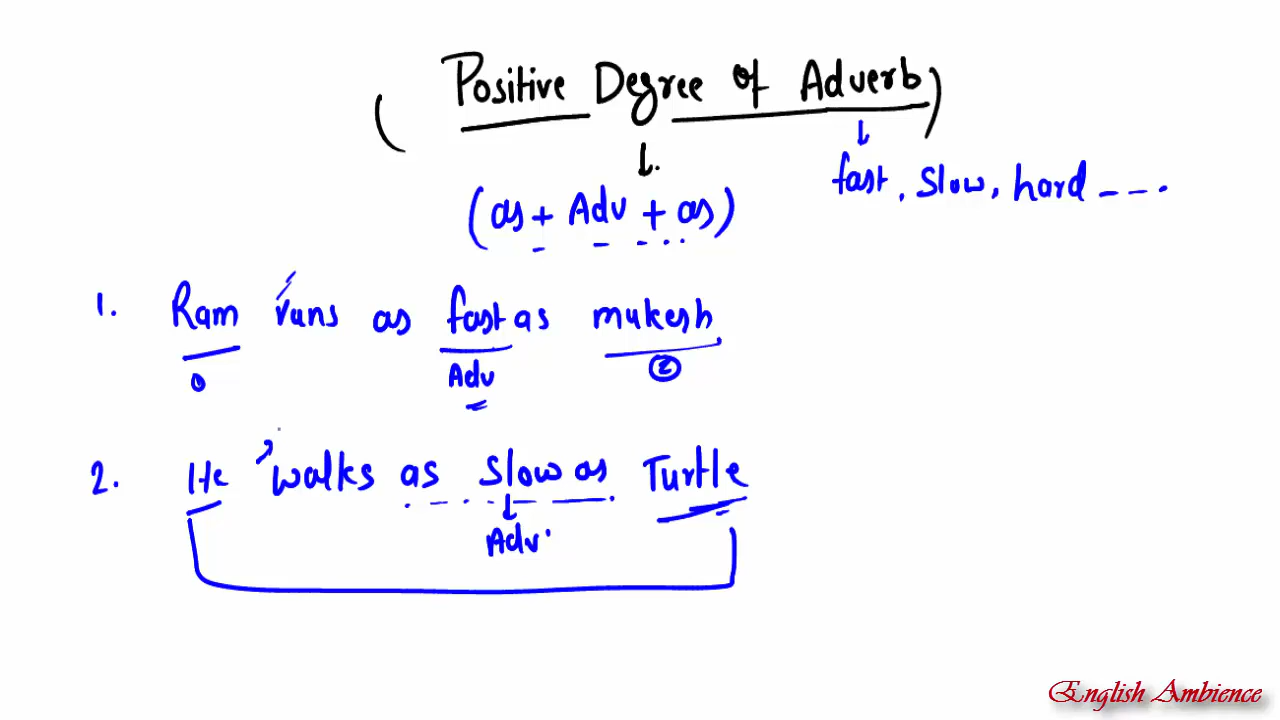 (Positive Degree of Adverb)
fast, Slow, hard ---.
(as + Adv + as)
1. Ram runs as fast as mukesh
Adv ②
2. He walks as Slow as Turtle
Adv
English Ambience